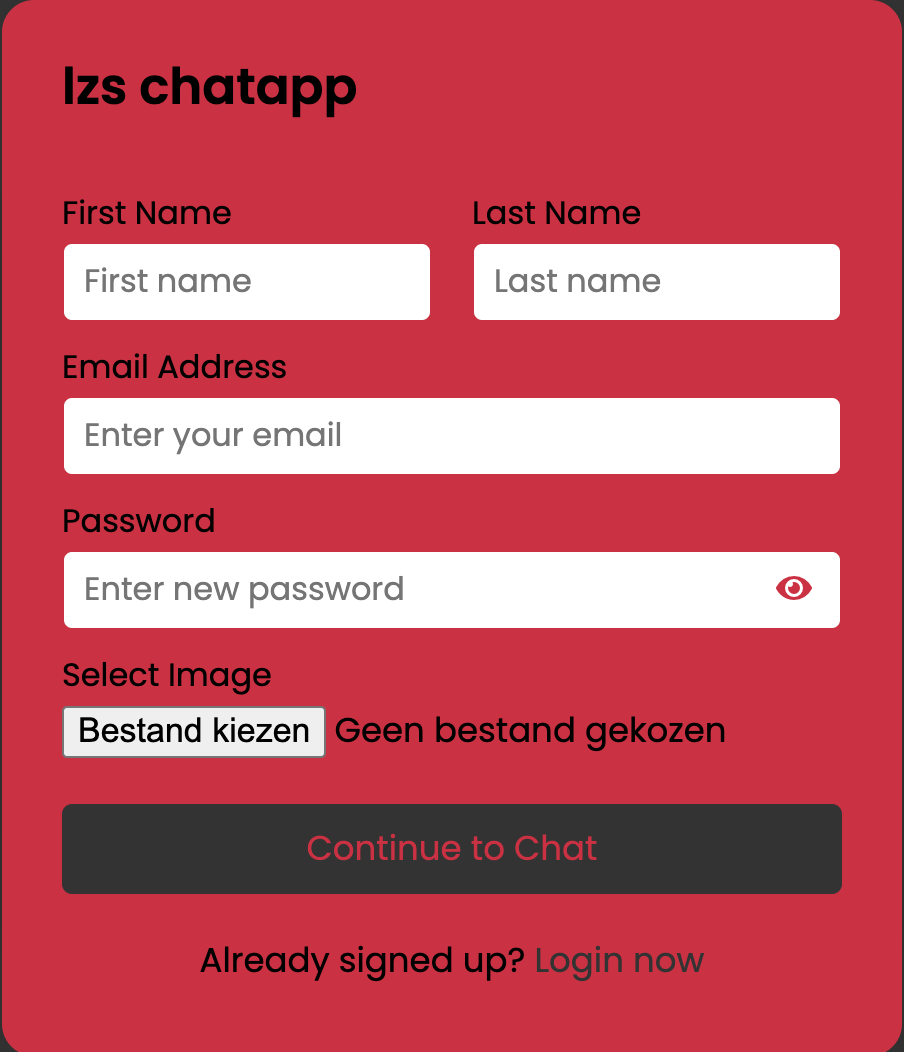 lzs chatapp
First Name Last Name
First name Last name
Email Address
Enter your email
Password
Enter new password
Select Image
Bestand kiezen Geen bestand gekozen
Continue to Chat
Already signed up? Login now